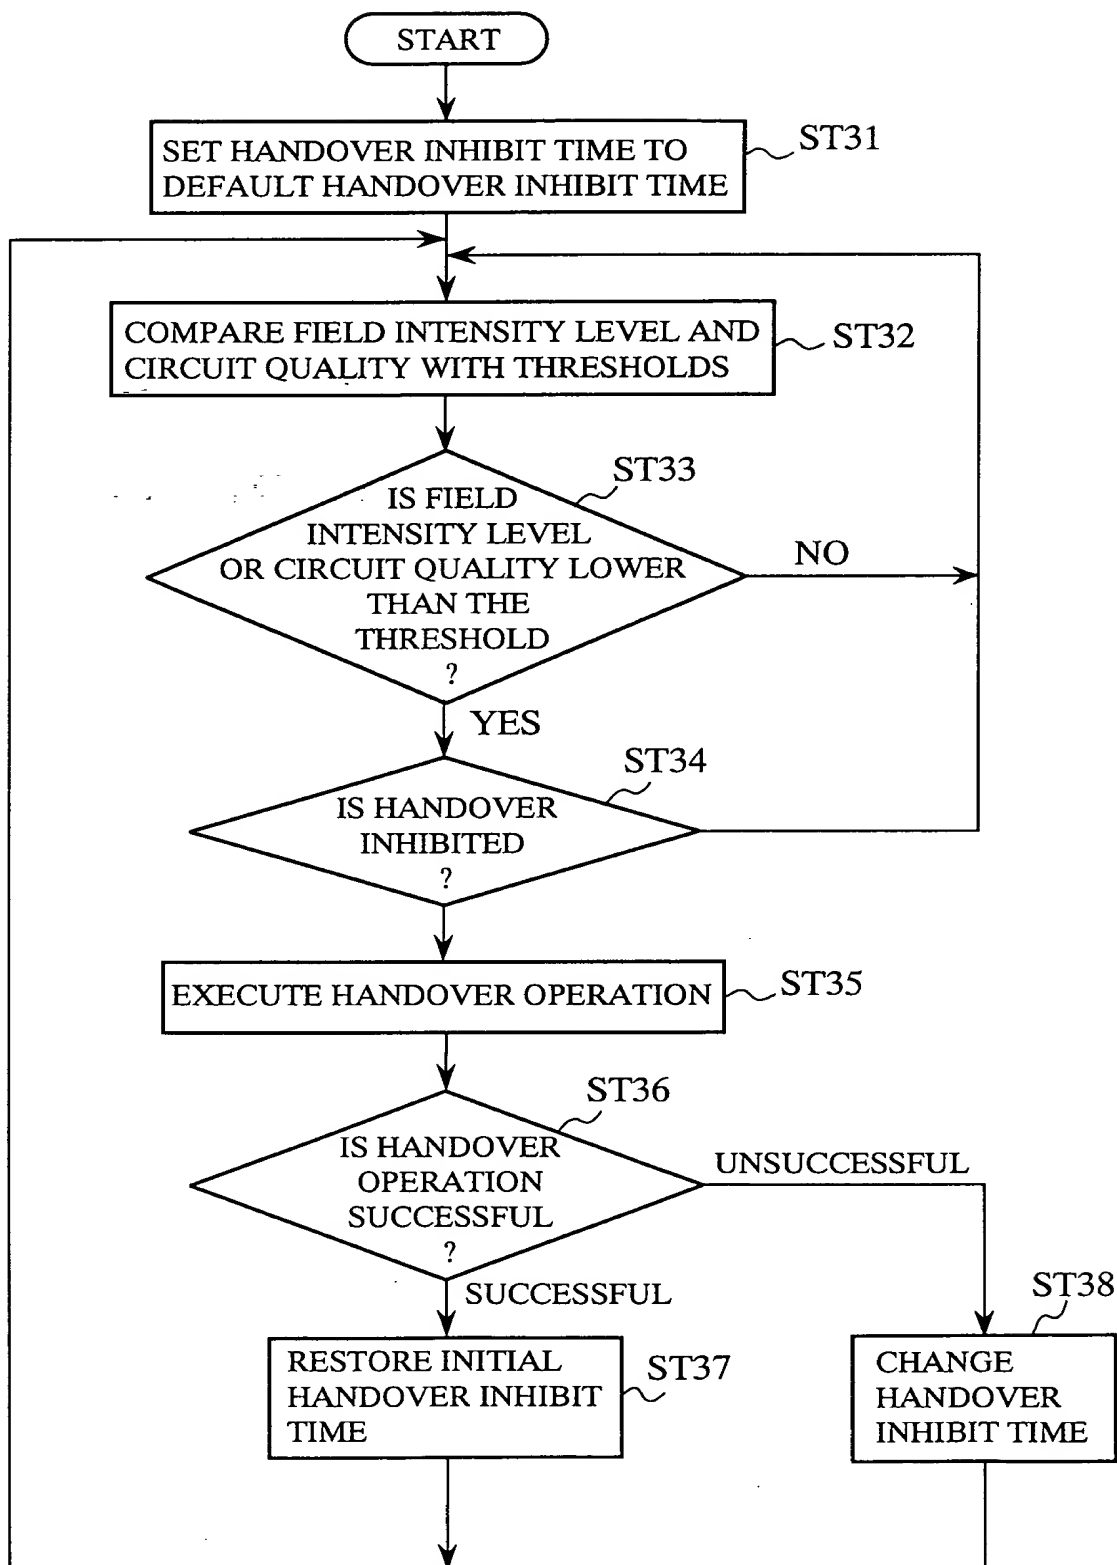 START
SET HANDOVER INHIBIT TIME TO
DEFAULT HANDOVER INHIBIT TIME
ST31
COMPARE FIELD INTENSITY LEVEL AND
CIRCUIT QUALITY WITH THRESHOLDS
ST32
ST33
IS FIELD
INTENSITY LEVEL
OR CIRCUIT QUALITY LOWER
THAN THE
THRESHOLD
?
NO
YES
ST34
IS HANDOVER
INHIBITED
?
EXECUTE HANDOVER OPERATION
ST35
ST36
IS HANDOVER
OPERATION
SUCCESSFUL
?
UNSUCCESSFUL
SUCCESSFUL
RESTORE INITIAL
HANDOVER INHIBIT
TIME
ST37
ST38
CHANGE
HANDOVER
INHIBIT TIME